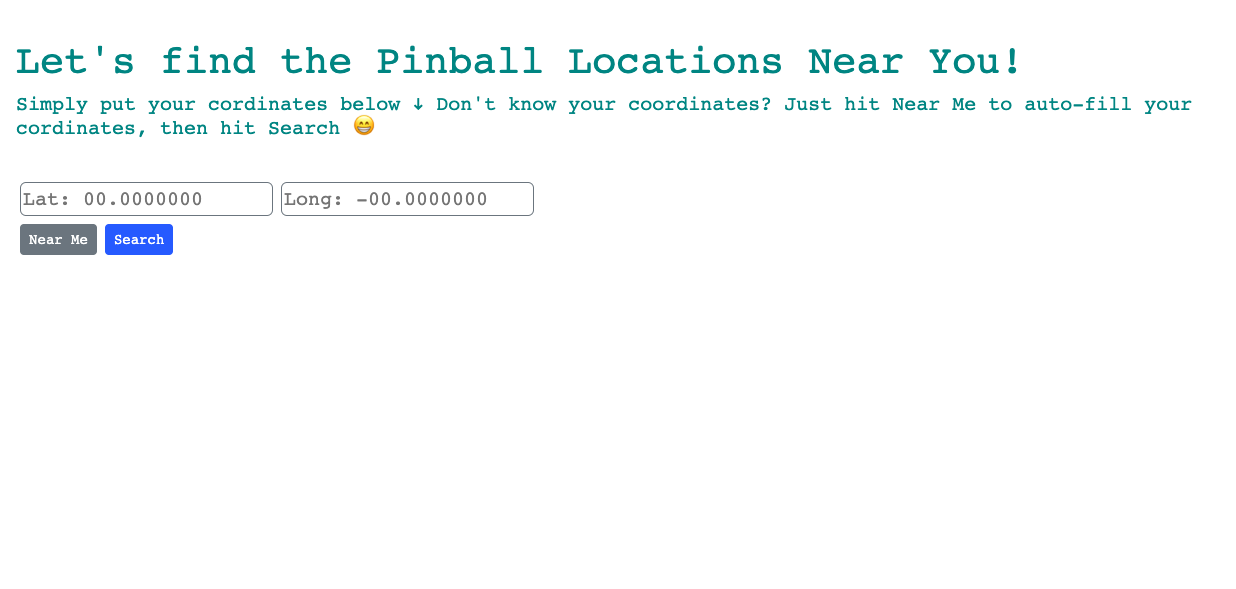 Let's find the Pinball Locations Near You!
Simply put your cordinates below ↓ Don't know your coordinates? Just hit Near Me to auto-fill your
cordinates, then hit Search 😁
Lat: 00.0000000 Long: -00.0000000
Near Me Search